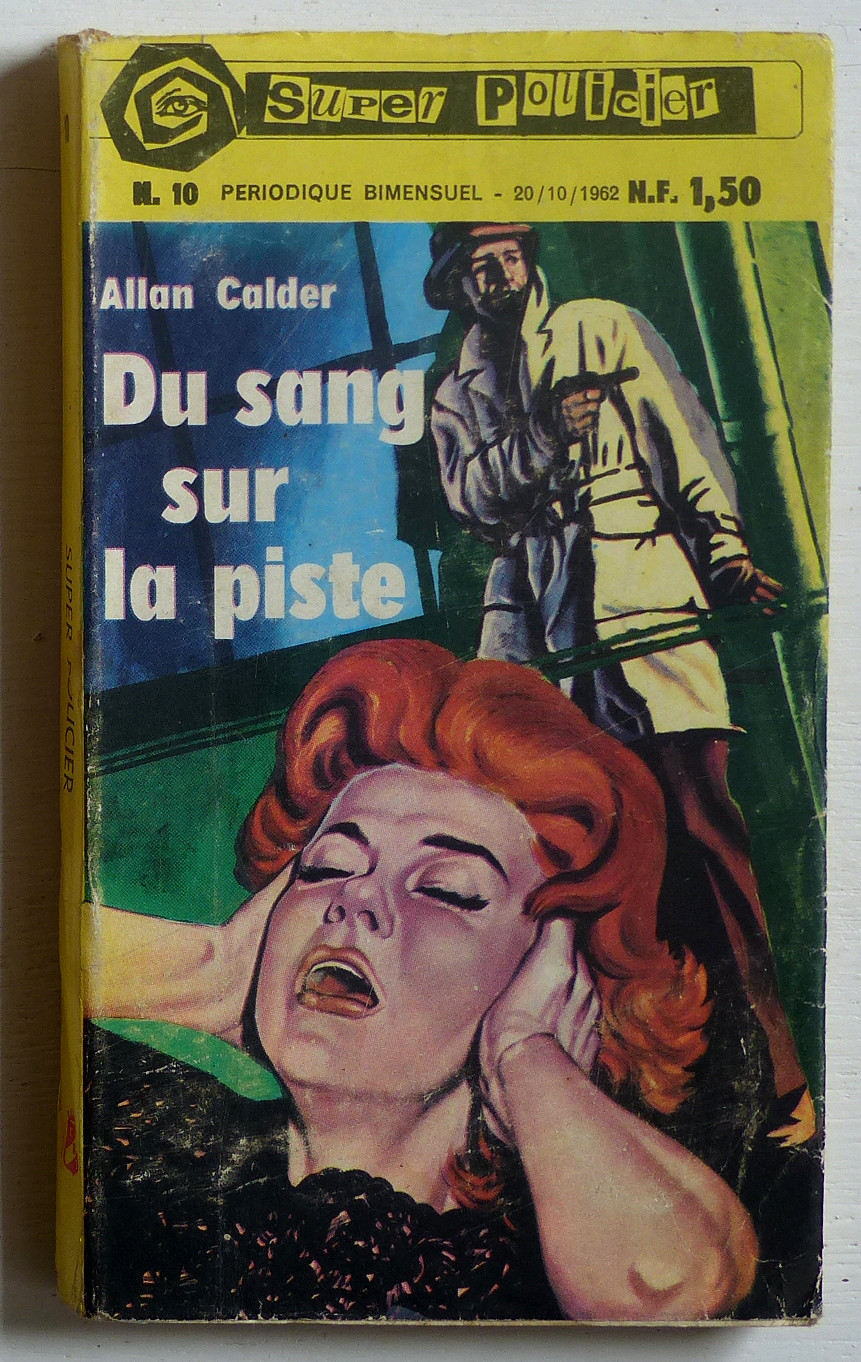 Super Policier
N. 10 PERIODIQUE BIMENSUEL - 20/10/1962 N.F. 1,50
Allan Calder
Du sang
sur
la piste
SUPER POLICIER